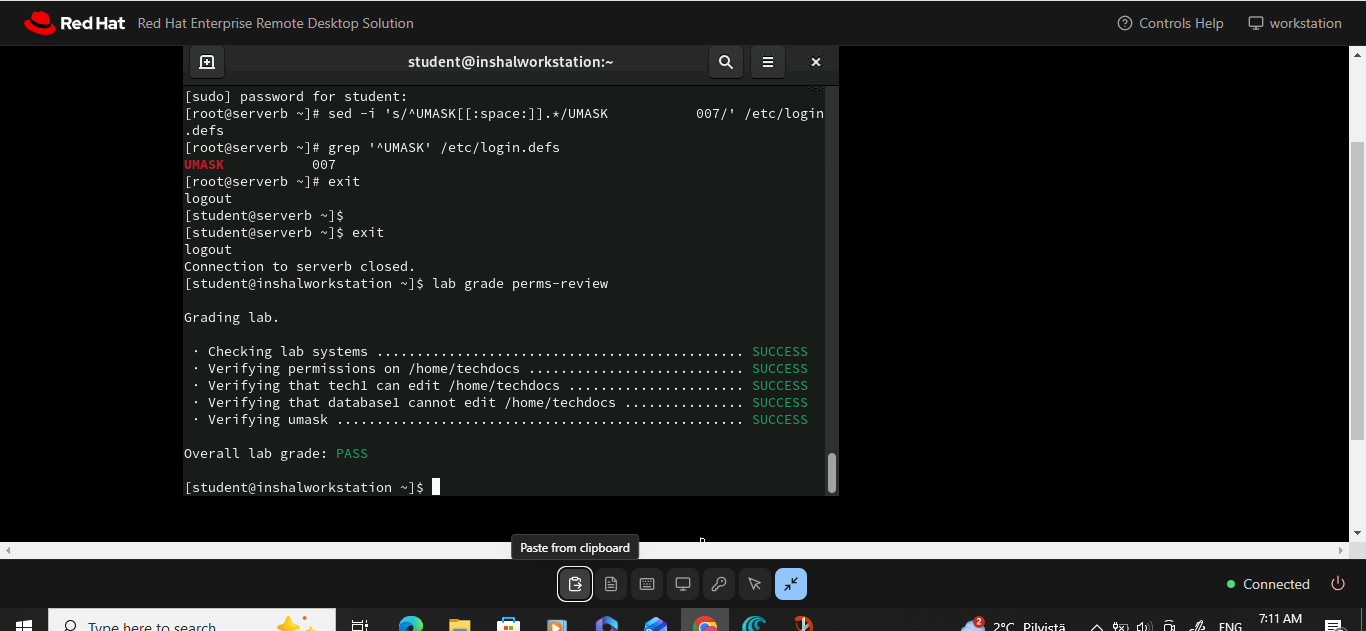 Red Hat Red Hat Enterprise Remote Desktop Solution Controls Help workstation
student@inshalworkstation:~
[sudo] password for student:
[root@serverb ~]# sed -i 's/^UMASK[[:space:]].*/UMASK           007/' /etc/login
.defs
[root@serverb ~]# grep '^UMASK' /etc/login.defs
UMASK           007
[root@serverb ~]# exit
logout
[student@serverb ~]$
[student@serverb ~]$ exit
logout
Connection to serverb closed.
[student@inshalworkstation ~]$ lab grade perms-review
Grading lab.
· Checking lab systems .............................................. SUCCESS
· Verifying permissions on /home/techdocs ........................... SUCCESS
· Verifying that tech1 can edit /home/techdocs ...................... SUCCESS
· Verifying that database1 cannot edit /home/techdocs ............... SUCCESS
· Verifying umask ................................................... SUCCESS
Overall lab grade: PASS
[student@inshalworkstation ~]$
Paste from clipboard
Connected
Type here to search 2 2°C Pilvistä ENG 7:11 AM